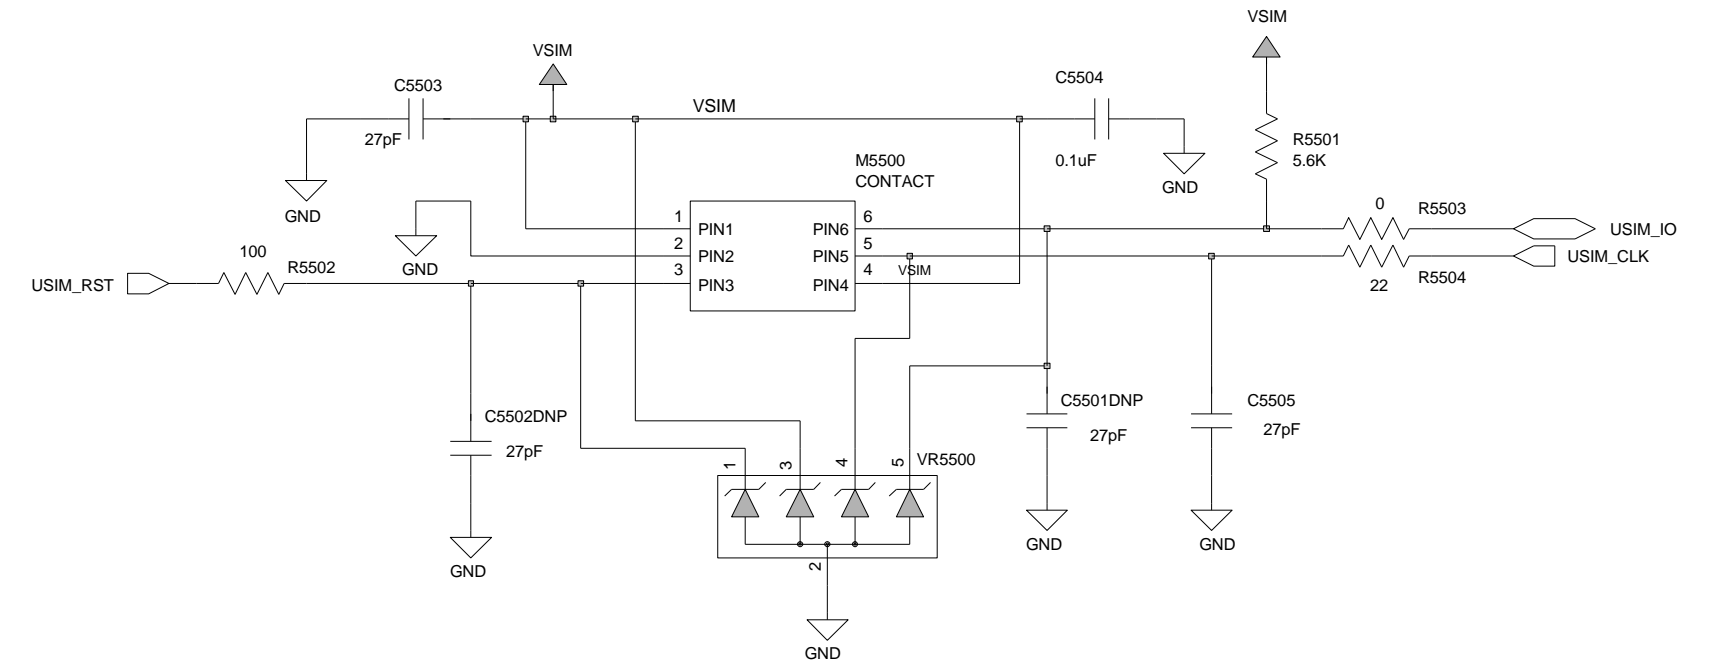 VSIM
VSIM
C5503
C5504
VSIM
27pF
0.1uF
R5501
5.6K
M5500
CONTACT
GND
GND
GND
1
PIN1
PIN6
6
0
R5503
USIM_IO
2
PIN2
PIN5
5
USIM_CLK
100
R5502
3
PIN3
PIN4
4
VSIM
22
R5504
USIM_RST
C5502DNP
27pF
C5501DNP
27pF
C5505
27pF
1
3
4
5
VR5500
GND
GND
GND
2
GND